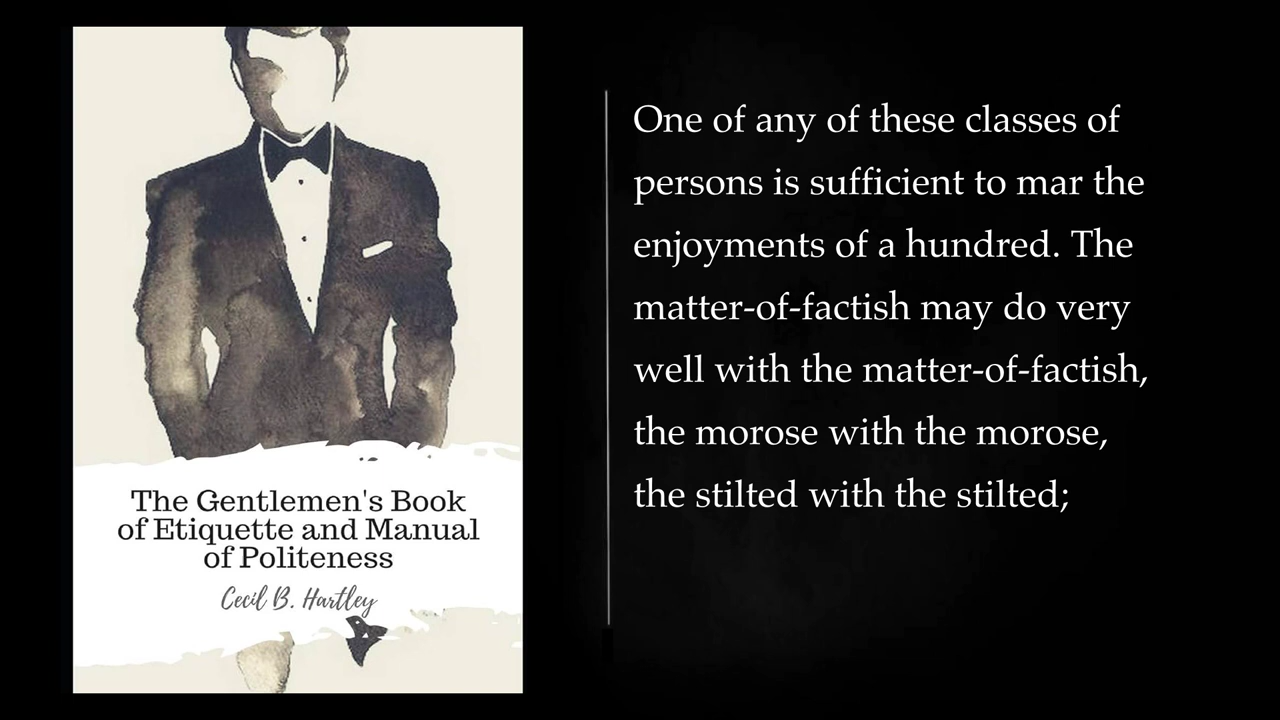 The Gentlemen's Book
of Etiquette and Manual
of Politeness
Cecil B. Hartley
One of any of these classes of
persons is sufficient to mar the
enjoyments of a hundred. The
matter-of-factish may do very
well with the matter-of-factish,
the morose with the morose,
the stilted with the stilted;